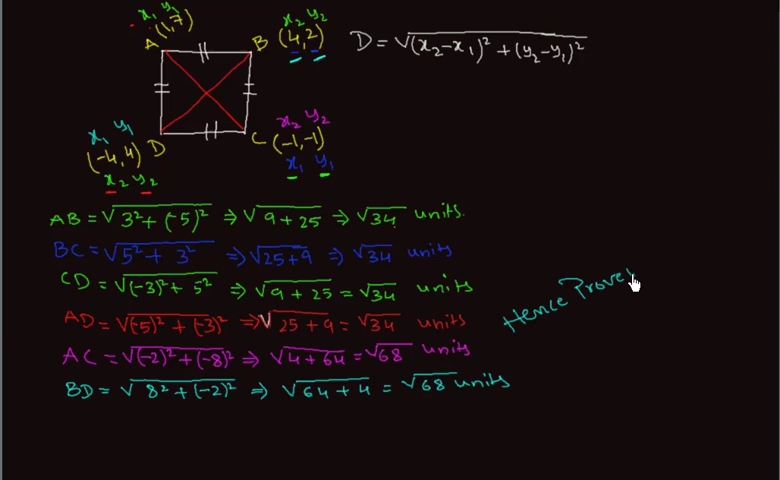 x₁ y₁
(1,7)
A
x₂ y₂
B (4,2)
D = √(x₂-x₁)² + (y₂-y₁)²
x₁ y₁
(-4,4) D
x₂ y₂
x₂ y₂
C (-1,-1)
x₁ y₁
AB = √3² + (-5)² ⇒ √9 + 25 ⇒ √34 units.
BC = √5² + 3² ⇒ √25+9 ⇒ √34 units
CD = √(-3)² + 5² ⇒ √9 + 25 = √34 units
AD = √(-5)² + (-3)² ⇒ √25 + 9 = √34 units
AC = √(-2)² + (-8)² ⇒ √4 + 64 = √68 units
BD = √8² + (-2)² ⇒ √64 + 4 = √68 units
Hence Prove